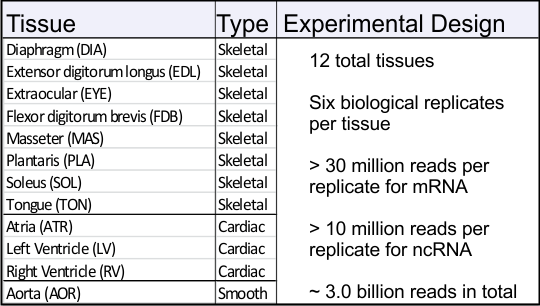 Tissue Type Experimental Design
Diaphragm (DIA) Skeletal
Extensor digitorum longus (EDL) Skeletal
Extraocular (EYE) Skeletal
Flexor digitorum brevis (FDB) Skeletal
Masseter (MAS) Skeletal
Plantaris (PLA) Skeletal
Soleus (SOL) Skeletal
Tongue (TON) Skeletal
Atria (ATR) Cardiac
Left Ventricle (LV) Cardiac
Right Ventricle (RV) Cardiac
Aorta (AOR) Smooth
12 total tissues
Six biological replicates
per tissue
> 30 million reads per
replicate for mRNA
> 10 million reads per
replicate for ncRNA
~ 3.0 billion reads in total